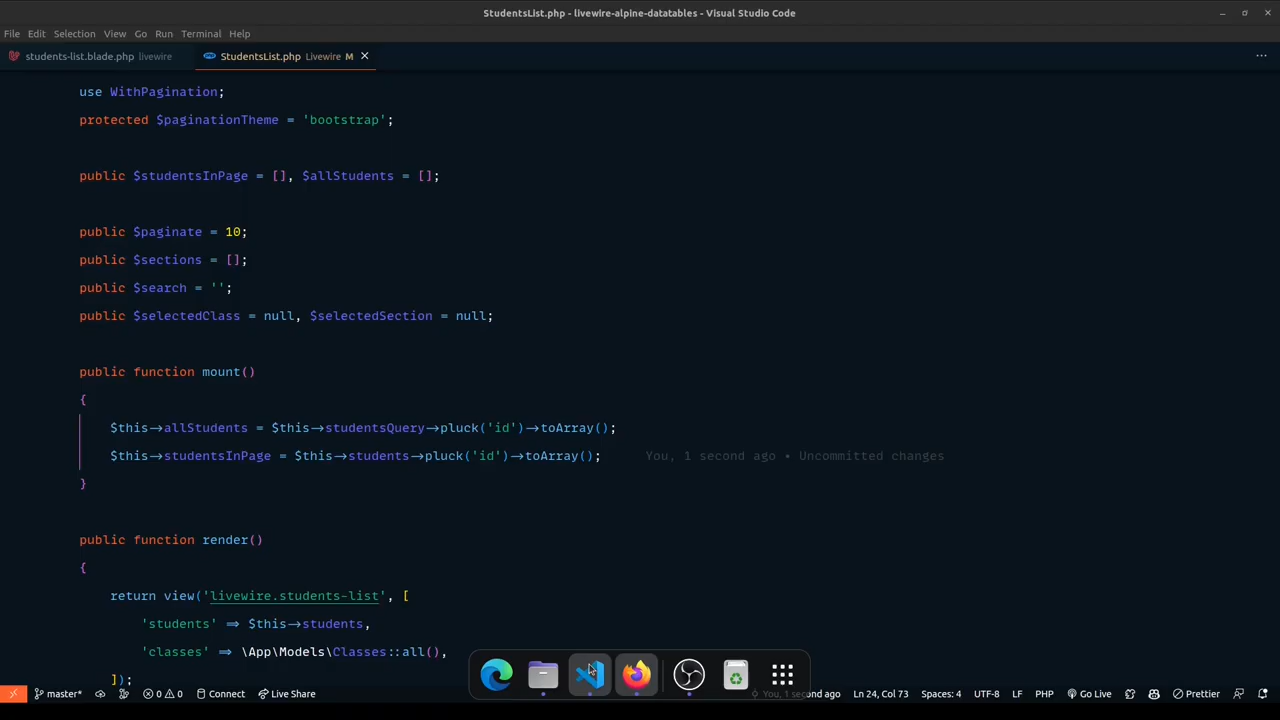 StudentsList.php - livewire-alpine-datatables - Visual Studio Code
File Edit Selection View Go Run Terminal Help
students-list.blade.php livewire StudentsList.php Livewire M
use WithPagination;
protected $paginationTheme = 'bootstrap';
public $studentsInPage = [], $allStudents = [];
public $paginate = 10;
public $sections = [];
public $search = '';
public $selectedClass = null, $selectedSection = null;
public function mount()
{
$this->allStudents = $this->studentsQuery->pluck('id')->toArray();
$this->studentsInPage = $this->students->pluck('id')->toArray(); You, 1 second ago • Uncommitted changes
}
public function render()
{
return view('livewire.students-list', [
'students' => $this->students,
'classes' => \App\Models\Classes::all(),
]);
master* 0 0 Connect Live Share You, 1 second ago Ln 24, Col 73 Spaces: 4 UTF-8 LF PHP Go Live Prettier